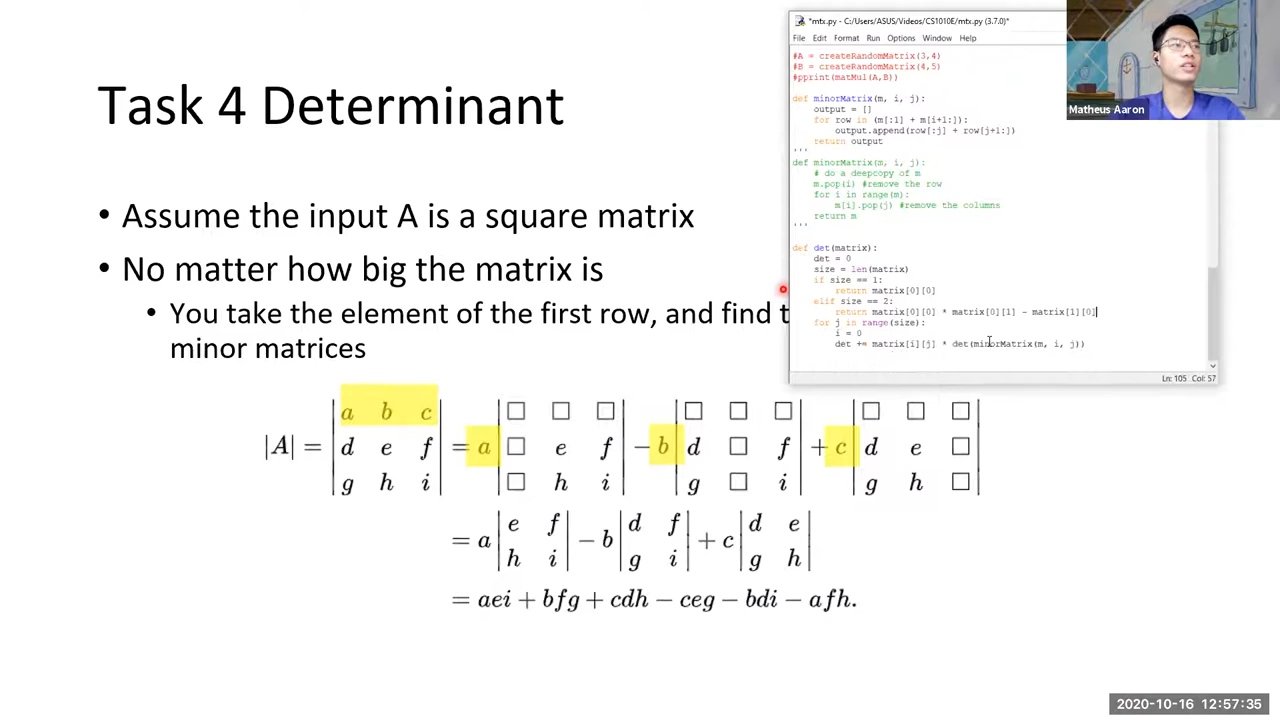 Task 4 Determinant
• Assume the input A is a square matrix
• No matter how big the matrix is
• You take the element of the first row, and find t
minor matrices
|A| = | a b c | = a | □ □ □ | − b | □ □ □ | + c | □ □ □ |
| d e f | | □ e f | | d □ f | | d e □ |
| g h i | | □ h i | | g □ i | | g h □ |
= a | e f | − b | d f | + c | d e |
| h i | | g i | | g h |
= aei + bfg + cdh − ceg − bdi − afh.
*mtx.py - C:/Users/ASUS/Videos/CS1010E/mtx.py (3.7.0)*
File Edit Format Run Options Window Help
#A = createRandomMatrix(3,4)
#B = createRandomMatrix(4,5)
#pprint(matMul(A,B))
def minorMatrix(m, i, j):
output = []
for row in (m[:1] + m[i+1:]):
output.append(row[:j] + row[j+1:])
return output
'''
def minorMatrix(m, i, j):
# do a deepcopy of m
m.pop(i) #remove the row
for i in range(m):
m[i].pop(j) #remove the columns
return m
'''
def det(matrix):
det = 0
size = len(matrix)
if size == 1:
return matrix[0][0]
elif size == 2:
return matrix[0][0] * matrix[0][1] - matrix[1][0]
for j in range(size):
i = 0
det += matrix[i][j] * det(minorMatrix(m, i, j))
Ln: 105 Col: 57
Matheus Aaron
2020-10-16 12:57:35